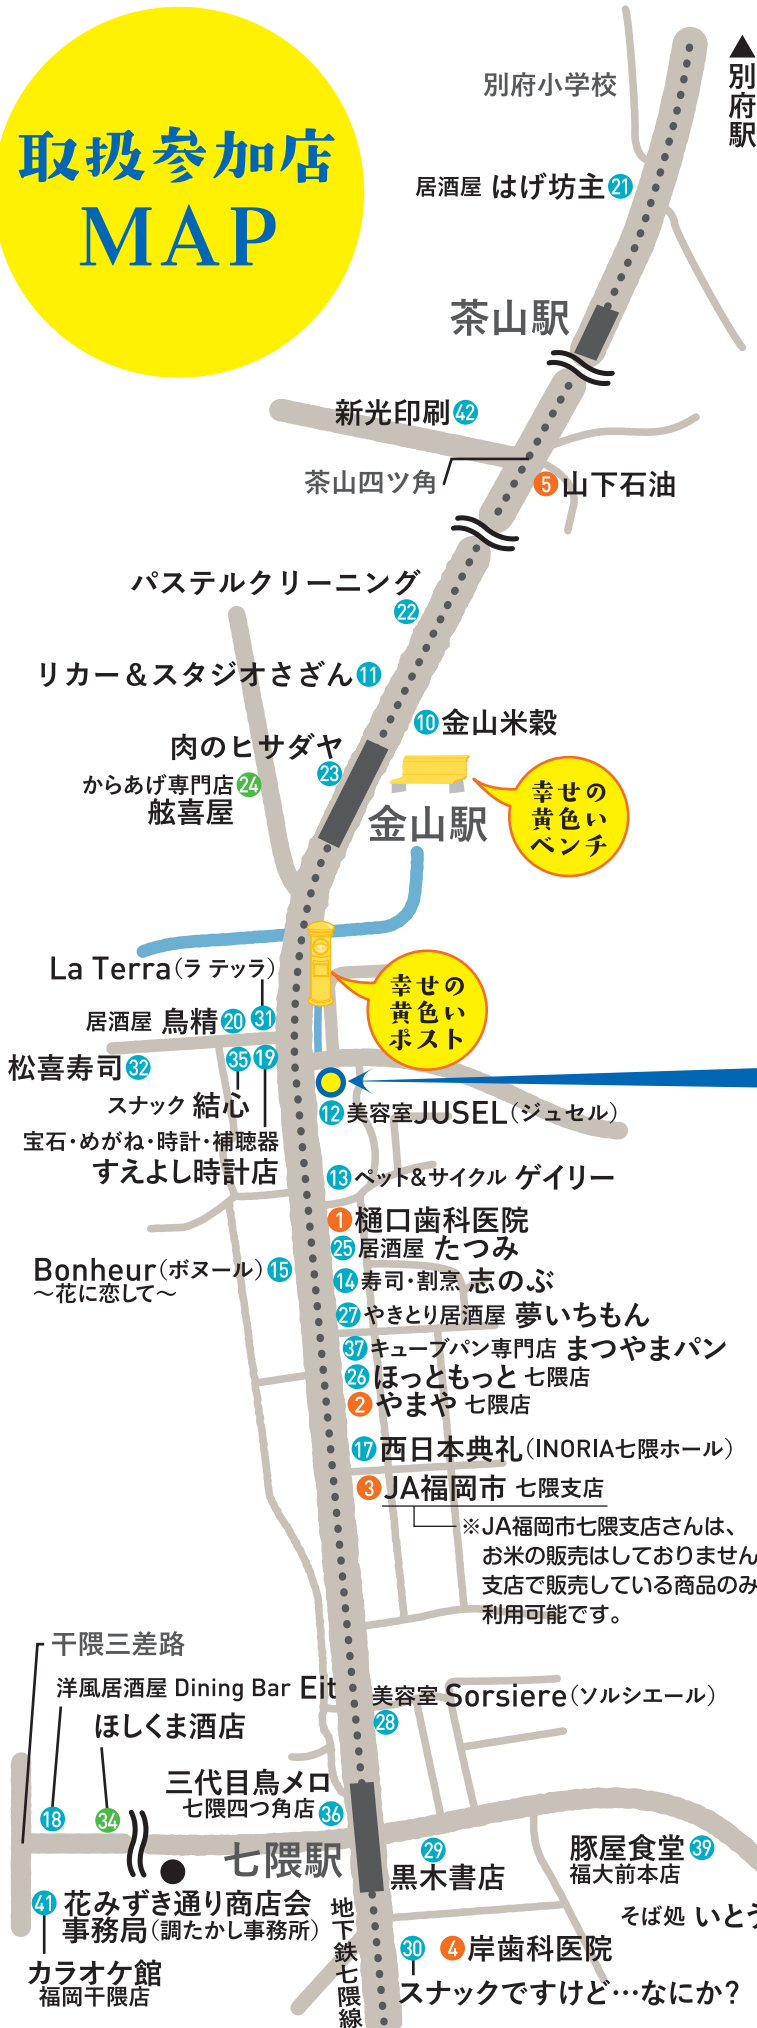 取扱参加店
MAP
▲別府駅
別府小学校
居酒屋 はげ坊主 21
茶山駅
新光印刷 42
茶山四ツ角
5 山下石油
パステルクリーニング
22
リカー&スタジオさざん 11
10 金山米穀
肉のヒサダヤ
23
からあげ専門店 24
舷喜屋
金山駅
幸せの
黄色い
ベンチ
La Terra(ラ テッラ)
幸せの
黄色い
ポスト
居酒屋 鳥精 20 31
松喜寿司 32
35 19
スナック 結心
12 美容室JUSEL(ジュセル)
宝石・めがね・時計・補聴器
すえよし時計店
13 ペット&サイクル ゲイリー
1 樋口歯科医院
25 居酒屋 たつみ
Bonheur(ボヌール) 15
〜花に恋して〜
14 寿司・割烹 志のぶ
27 やきとり居酒屋 夢いちもん
37 キューブパン専門店 まつやまパン
26 ほっともっと 七隈店
2 やまや 七隈店
17 西日本典礼(INORIA七隈ホール)
3 JA福岡市 七隈支店
※JA福岡市七隈支店さんは、
お米の販売はしておりません
支店で販売している商品のみ
利用可能です。
干隈三差路
洋風居酒屋 Dining Bar Eit
美容室 Sorsiere(ソルシエール)
28
ほしくま酒店
三代目鳥メロ
七隈四つ角店 36
18 34
七隈駅
29
黒木書店
豚屋食堂 39
福大前本店
41 花みずき通り商店会
事務局(調たかし事務所)
そば処 いとう
地下鉄七隈線
30 4 岸歯科医院
カラオケ館
福岡干隈店
スナックですけど…なにか?